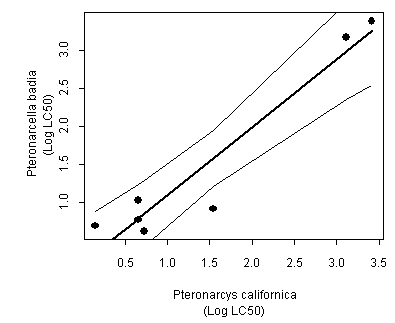 3.0
2.5
2.0
1.5
1.0
Pteronarcella badia
(Log LC50)
0.5 1.0 1.5 2.0 2.5 3.0 3.5
Pteronarcys californica
(Log LC50)